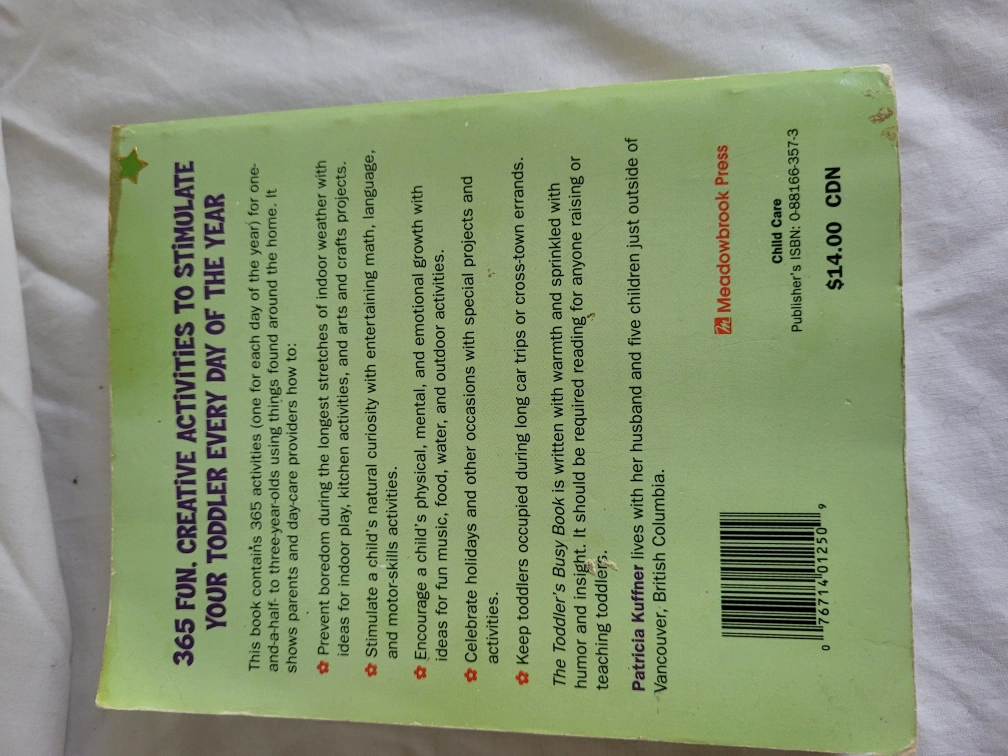 365 FUN, CREATiVE ACTiViTiES TO STiMULATE
YOUR TODDLER EVERY DAY OF THE YEAR
This book contains 365 activities (one for each day of the year) for one-
and-a-half- to three-year-olds using things found around the home. It
shows parents and day-care providers how to:
Prevent boredom during the longest stretches of indoor weather with
ideas for indoor play, kitchen activities, and arts and crafts projects.
Stimulate a child's natural curiosity with entertaining math, language,
and motor-skills activities.
Encourage a child's physical, mental, and emotional growth with
ideas for fun music, food, water, and outdoor activities.
Celebrate holidays and other occasions with special projects and
activities.
Keep toddlers occupied during long car trips or cross-town errands.
The Toddler's Busy Book is written with warmth and sprinkled with
humor and insight. It should be required reading for anyone raising or
teaching toddlers.
Patricia Kuffner lives with her husband and five children just outside of
Vancouver, British Columbia.
Meadowbrook Press
Child Care
Publisher's ISBN: 0-88166-357-3
$14.00 CDN
0 76714 01250 9